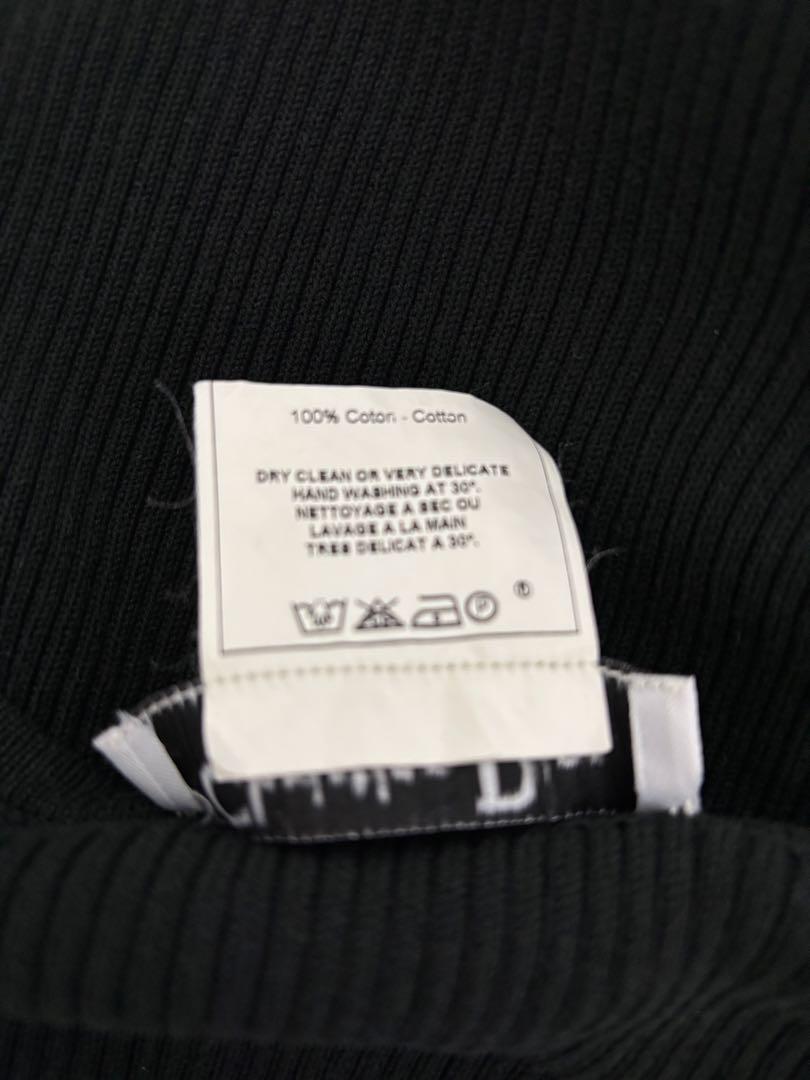 100% Coton - Cotton
DRY CLEAN OR VERY DELICATE
HAND WASHING AT 30°.
NETTOYAGE A SEC OU
LAVAGE A LA MAIN
TRES DELICAT A 30°.
P ®